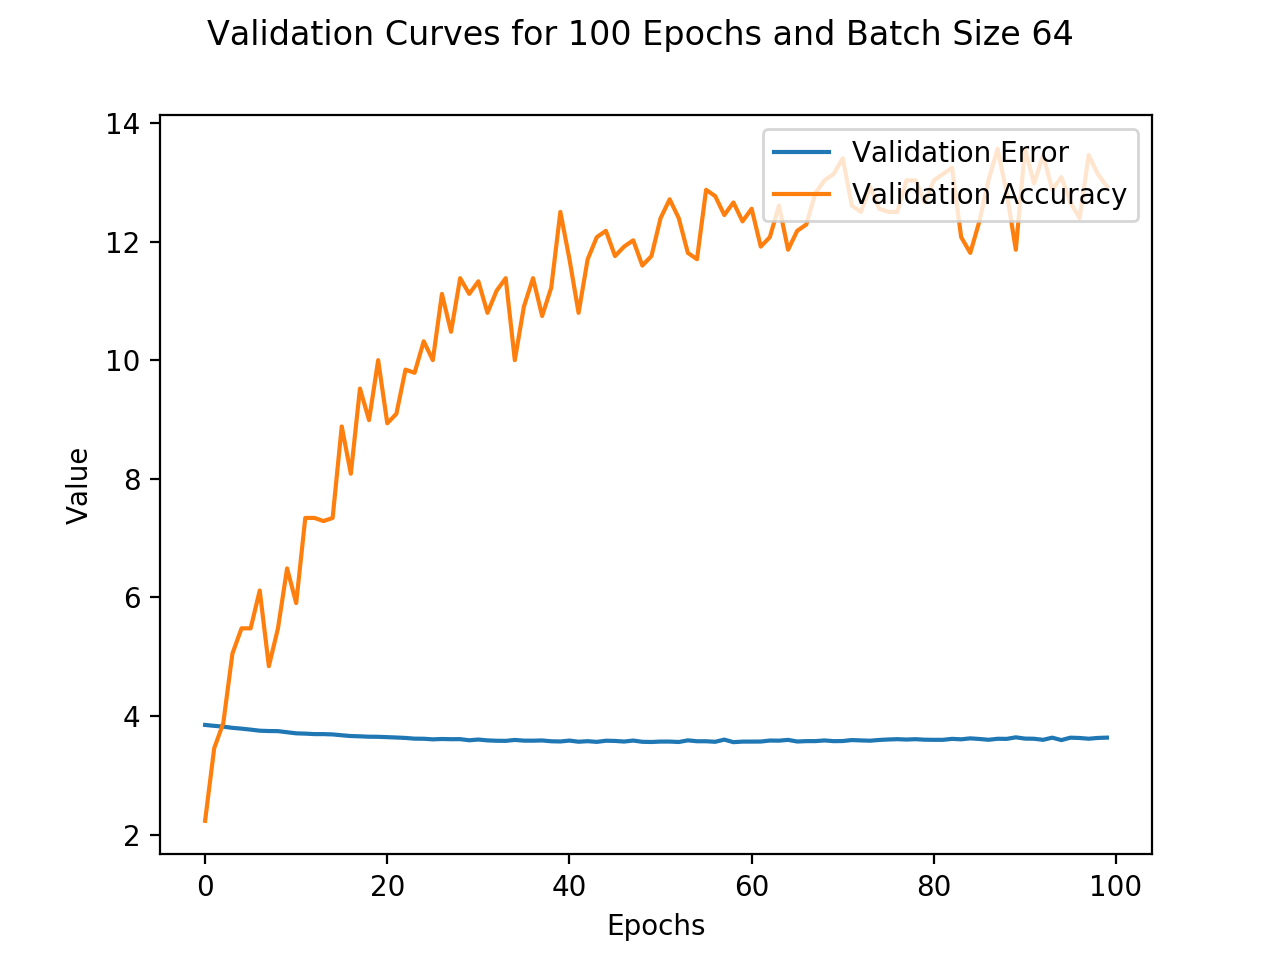 Validation Curves for 100 Epochs and Batch Size 64
14
Validation Error
Validation Accuracy
12
10
8
Value
6
4
2
0 20 40 60 80 100
Epochs